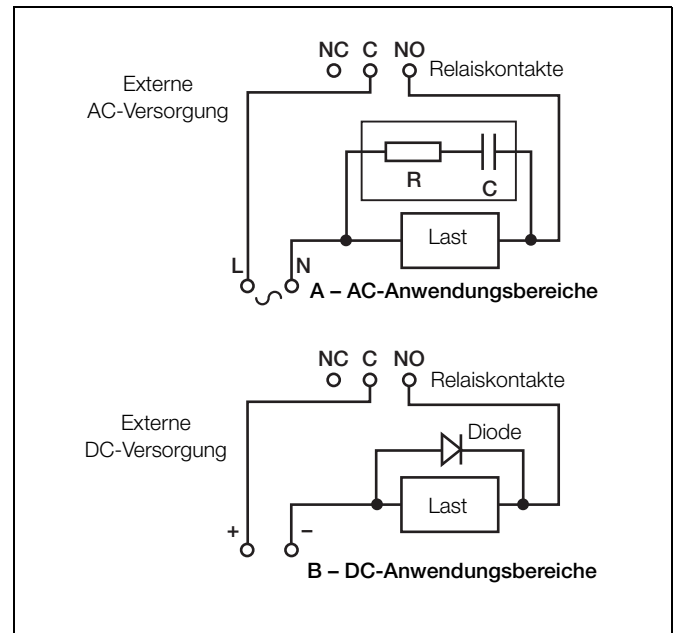 NC C NO
Relaiskontakte
Externe
AC-Versorgung
R
C
Last
L N
A – AC-Anwendungsbereiche
NC C NO
Relaiskontakte
Externe
DC-Versorgung
Diode
Last
+ –
B – DC-Anwendungsbereiche